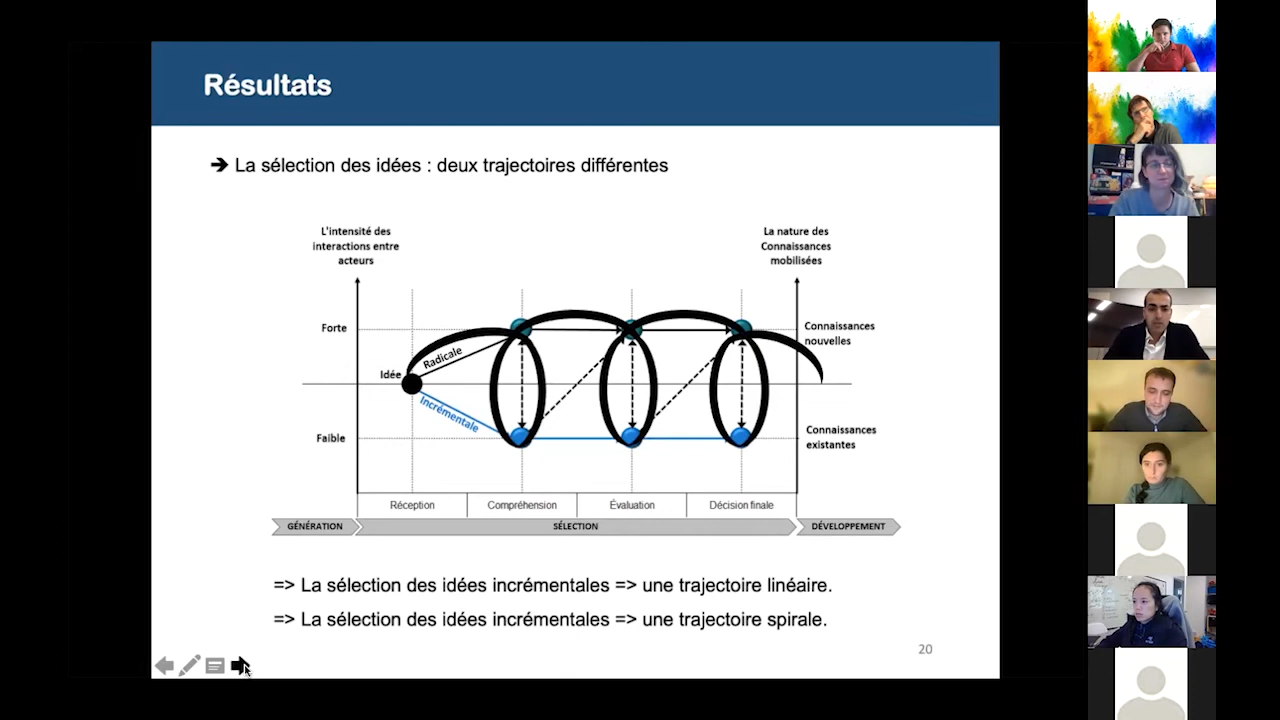 Résultats
➔ La sélection des idées : deux trajectoires différentes
L'intensité des
interactions entre
acteurs
La nature des
Connaissances
mobilisées
Forte
Connaissances
nouvelles
Radicale
Idée
Incrémentale
Faible
Connaissances
existantes
Réception
Compréhension
Évaluation
Décision finale
GÉNÉRATION
SÉLECTION
DÉVELOPPEMENT
=> La sélection des idées incrémentales => une trajectoire linéaire.
=> La sélection des idées incrémentales => une trajectoire spirale.
20